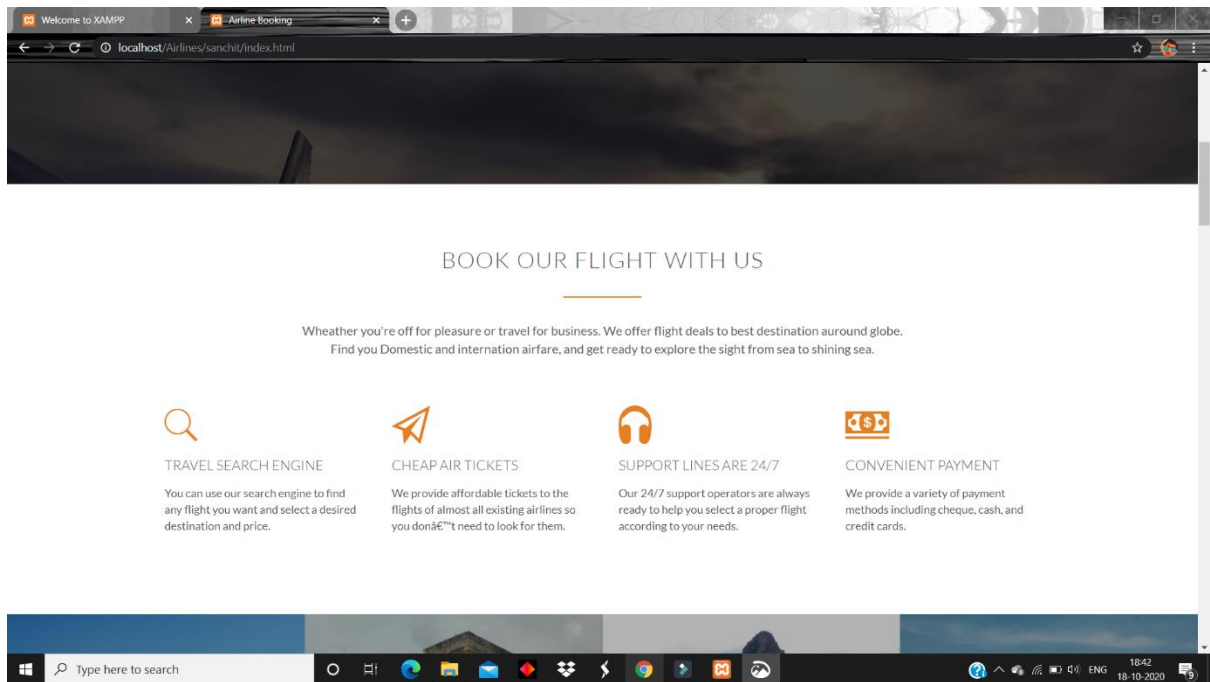 Welcome to XAMPP
Airline Booking
localhost/Airlines/sanchit/index.html
BOOK OUR FLIGHT WITH US
Wheather you're off for pleasure or travel for business. We offer flight deals to best destination auround globe.
Find you Domestic and internation airfare, and get ready to explore the sight from sea to shining sea.
TRAVEL SEARCH ENGINE
You can use our search engine to find
any flight you want and select a desired
destination and price.
CHEAP AIR TICKETS
We provide affordable tickets to the
flights of almost all existing airlines so
you donâ€™t need to look for them.
SUPPORT LINES ARE 24/7
Our 24/7 support operators are always
ready to help you select a proper flight
according to your needs.
CONVENIENT PAYMENT
We provide a variety of payment
methods including cheque, cash, and
credit cards.
Type here to search
ENG
18:42
18-10-2020
9